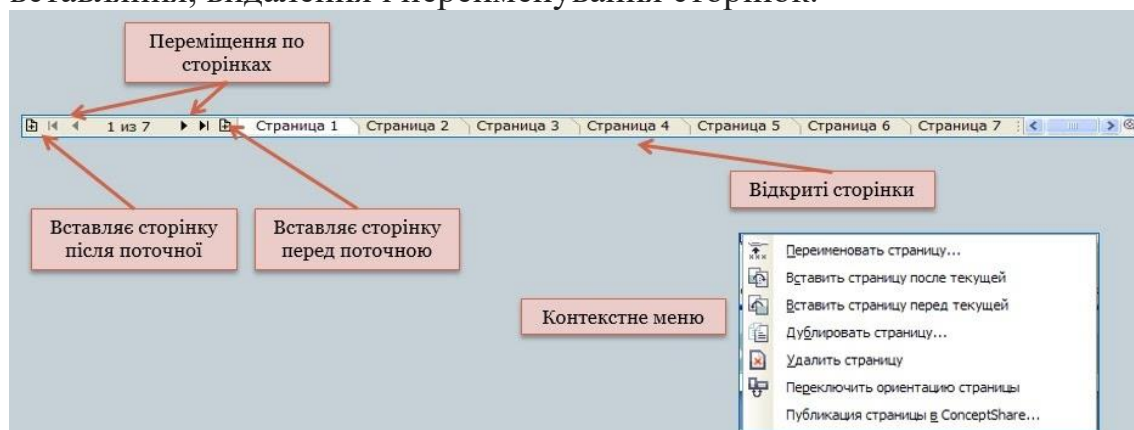 вставляння, видалення і перейменування сторінок.
Переміщення по
сторінках
1 из 7
Страница 1
Страница 2
Страница 3
Страница 4
Страница 5
Страница 6
Страница 7
Відкриті сторінки
Вставляє сторінку
після поточної
Вставляє сторінку
перед поточною
Контекстне меню
Переименовать страницу...
Вставить страницу после текущей
Вставить страницу перед текущей
Дублировать страницу...
Удалить страницу
Переключить ориентацию страницы
Публикация страницы в ConceptShare...